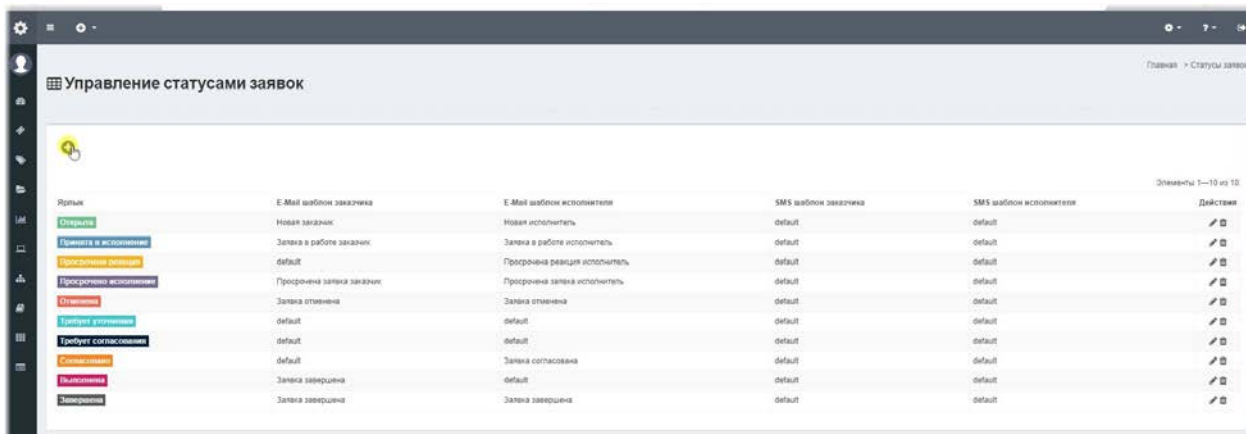 Главная > Статусы заявок
Управление статусами заявок
Элементы 1—10 из 10
Ярлык E-Mail шаблон заказчика E-Mail шаблон исполнителя SMS шаблон заказчика SMS шаблон исполнителя Действия
Открыта Новая заказчик Новая исполнитель default default
Принята в исполнение Заявка в работе заказчик Заявка в работе исполнитель default default
Просрочена реакция default Просрочена реакция исполнитель default default
Просрочено исполнение Просрочена заявка заказчик Просрочена заявка исполнитель default default
Отменена Заявка отменена Заявка отменена default default
Требует уточнения default default default default
Требует согласования default default default default
Согласовано default Заявка согласована default default
Выполнена Заявка завершена default default default
Завершена Заявка завершена Заявка завершена default default